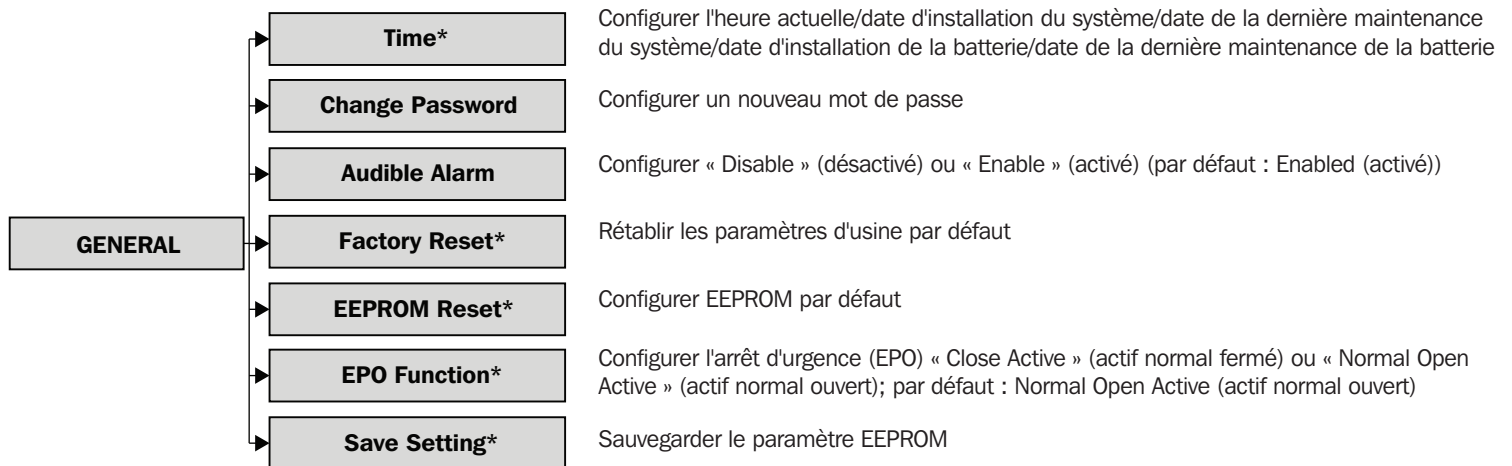 Time*
Configurer l'heure actuelle/date d'installation du système/date de la dernière maintenance
du système/date d'installation de la batterie/date de la dernière maintenance de la batterie
Change Password
Configurer un nouveau mot de passe
Audible Alarm
Configurer « Disable » (désactivé) ou « Enable » (activé) (par défaut : Enabled (activé))
GENERAL
Factory Reset*
Rétablir les paramètres d'usine par défaut
EEPROM Reset*
Configurer EEPROM par défaut
EPO Function*
Configurer l'arrêt d'urgence (EPO) « Close Active » (actif normal fermé) ou « Normal Open
Active » (actif normal ouvert); par défaut : Normal Open Active (actif normal ouvert)
Save Setting*
Sauvegarder le paramètre EEPROM